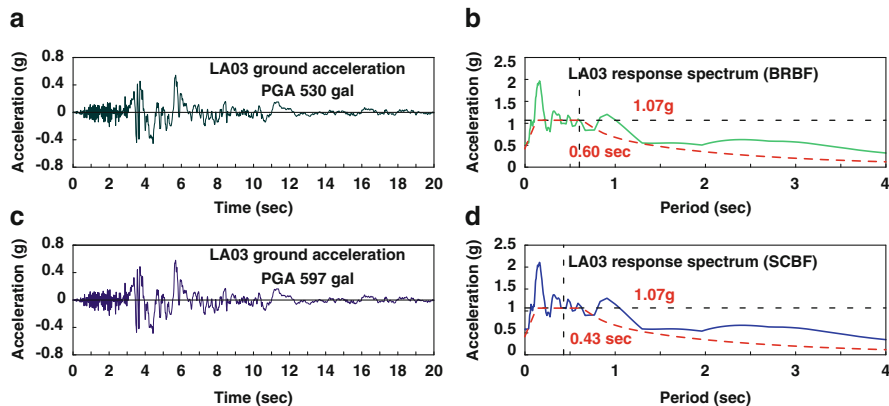 a
0.8
0.4
0
-0.4
-0.8
Acceleration (g)
LA03 ground acceleration
PGA 530 gal
0 2 4 6 8 10 12 14 16 18 20
Time (sec)
b
2.5
2
1.5
1
0.5
0
Acceleration (g)
LA03 response spectrum (BRBF)
1.07g
0.60 sec
0 1 2 3 4
Period (sec)
c
0.8
0.4
0
-0.4
-0.8
Acceleration (g)
LA03 ground acceleration
PGA 597 gal
0 2 4 6 8 10 12 14 16 18 20
Time (sec)
d
2.5
2
1.5
1
0.5
0
Acceleration (g)
LA03 response spectrum (SCBF)
1.07g
0.43 sec
0 1 2 3 4
Period (sec)